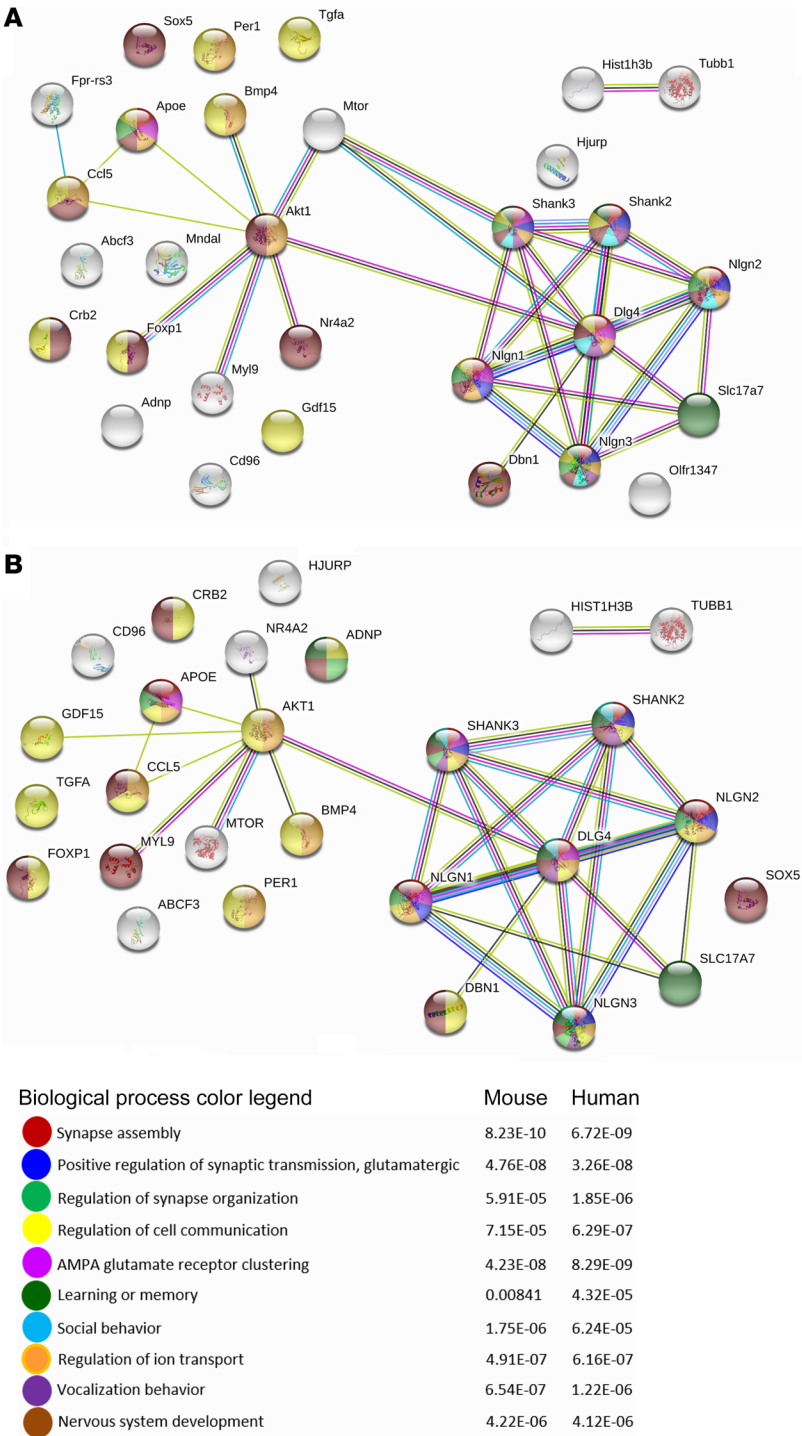 A
Sox5
Per1
Tgfa
Fpr-rs3
Apoe
Bmp4
Mtor
Hist1h3b
Tubb1
Ccl5
Hjurp
Akt1
Shank3
Shank2
Abcf3
Mndal
Nlgn2
Crb2
Foxp1
Nr4a2
Dlg4
Myl9
Nlgn1
Slc17a7
Adnp
Gdf15
Nlgn3
Cd96
Dbn1
Olfr1347
B
HJURP
CRB2
HIST1H3B
TUBB1
CD96
NR4A2
ADNP
APOE
AKT1
SHANK2
GDF15
SHANK3
CCL5
TGFA
NLGN2
BMP4
MTOR
DLG4
MYL9
FOXP1
NLGN1
PER1
SOX5
ABCF3
SLC17A7
DBN1
NLGN3
Biological process color legend Mouse Human
Synapse assembly 8.23E-10 6.72E-09
Positive regulation of synaptic transmission, glutamatergic 4.76E-08 3.26E-08
Regulation of synapse organization 5.91E-05 1.85E-06
Regulation of cell communication 7.15E-05 6.29E-07
AMPA glutamate receptor clustering 4.23E-08 8.29E-09
Learning or memory 0.00841 4.32E-05
Social behavior 1.75E-06 6.24E-05
Regulation of ion transport 4.91E-07 6.16E-07
Vocalization behavior 6.54E-07 1.22E-06
Nervous system development 4.22E-06 4.12E-06